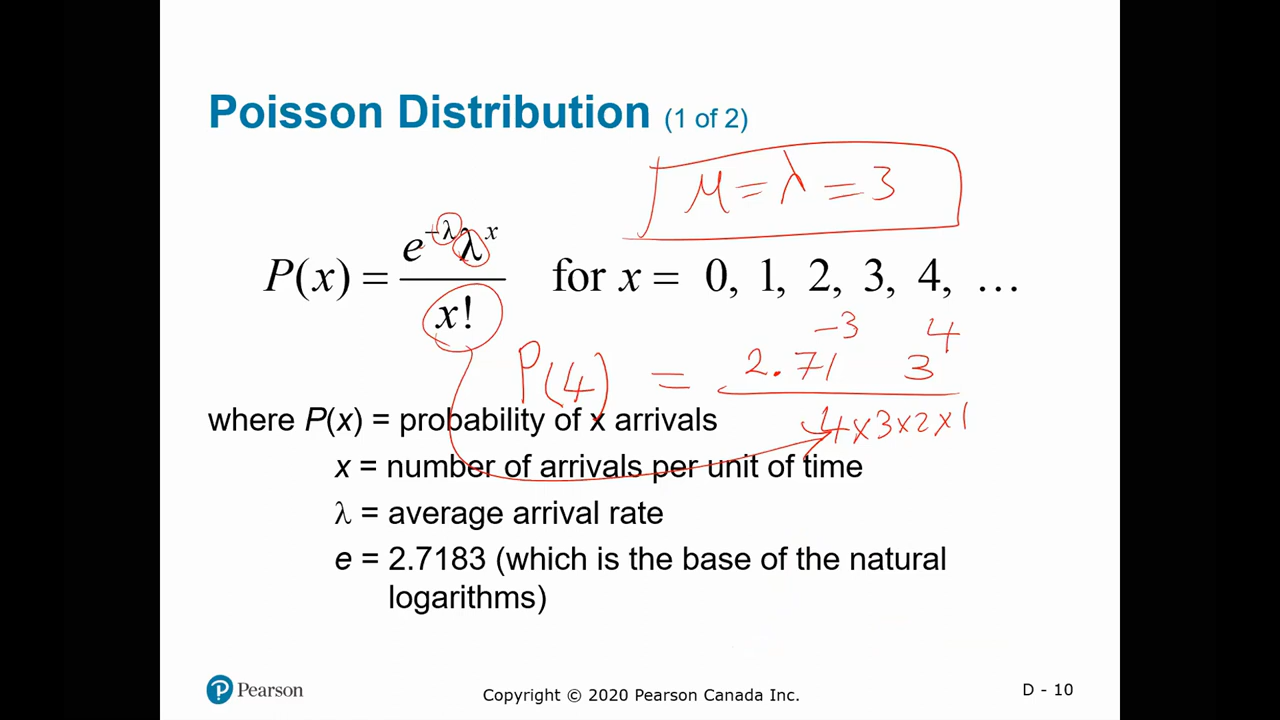 Poisson Distribution (1 of 2)
μ = λ = 3
P(x) = e^{-λ} λ^x / x! for x = 0, 1, 2, 3, 4, …
P(4) = 2.71^{-3} 3^4 / 4×3×2×1
where P(x) = probability of x arrivals
x = number of arrivals per unit of time
λ = average arrival rate
e = 2.7183 (which is the base of the natural
logarithms)
Pearson
Copyright © 2020 Pearson Canada Inc.
D - 10